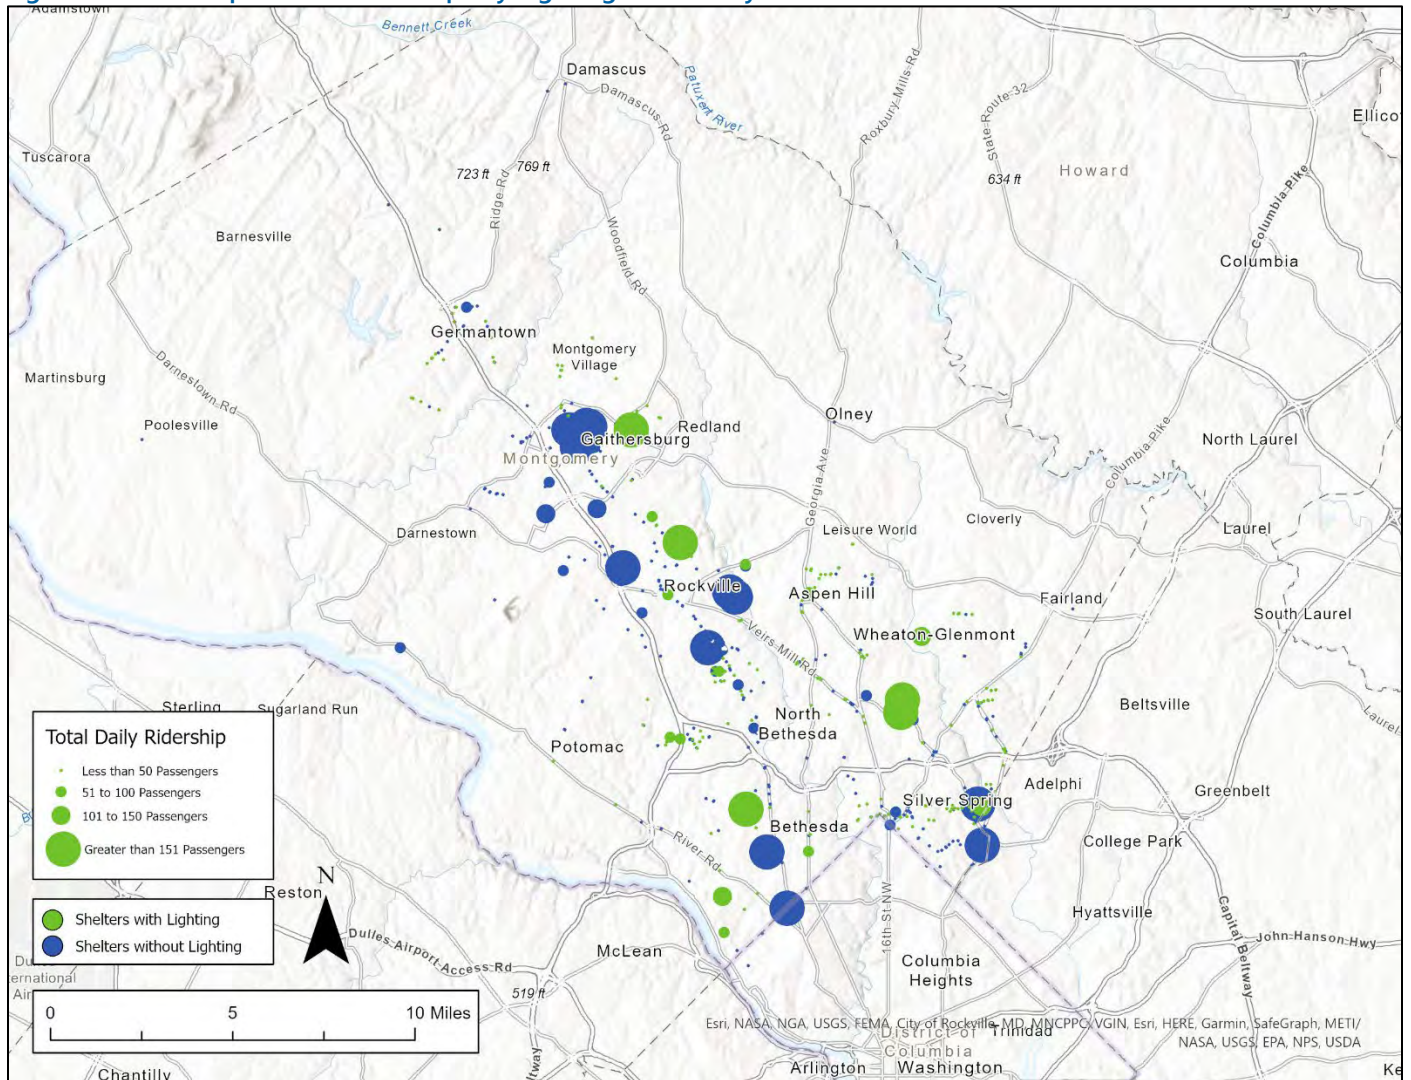 Adamstown
Bennett Creek
Damascus
Patuxent River
Damascus Rd
Roxbury Mills Rd
State Route 32
Ellico
Tuscarora
723 ft
769 ft
Howard
634 ft
Columbia Pike
Ridge Rd
Barnesville
Woodfield Rd
Columbia
Germantown
Montgomery
Village
Martinsburg
Darnestown Rd
Poolesville
Olney
Redland
Gaithersburg
Montgomery
North Laurel
Columbia Pike
Georgia Ave
Leisure World
Cloverly
Laurel
Darnestown
Rockville
Aspen Hill
Fairland
South Laurel
Veirs Mill Rd
Wheaton-Glenmont
Sterling
Sugarland Run
Beltsville
Laurel
North
Bethesda
Potomac
Total Daily Ridership
Less than 50 Passengers
51 to 100 Passengers
101 to 150 Passengers
Greater than 151 Passengers
Adelphi
Silver Spring
Greenbelt
Bethesda
River Rd
College Park
N
Reston
Shelters with Lighting
Shelters without Lighting
16th St NW
Hyattsville
Capital Beltway
John Hanson Hwy
Dulles Airport Access Rd
McLean
Columbia
Heights
Du
ernational
Air
519 ft
0 5 10 Miles
Esri, NASA, NGA, USGS, FEMA, City of Rockville, MD, MNCPPC, VGIN, Esri, HERE, Garmin, SafeGraph, METI/
NASA, USGS, EPA, NPS, USDA
District of
Columbia
Trinidad
Arlington
Washington
Chantilly
tway
Ke